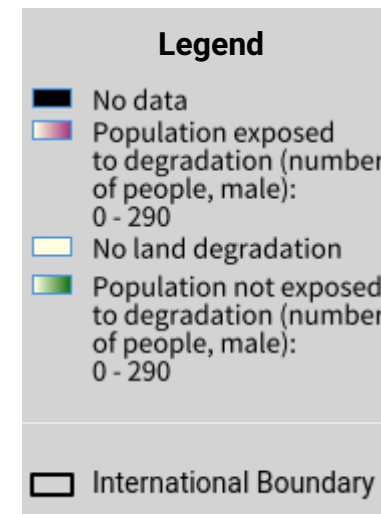 Legend
No data
Population exposed
to degradation (number
of people, male):
0 - 290
No land degradation
Population not exposed
to degradation (number
of people, male):
0 - 290
International Boundary